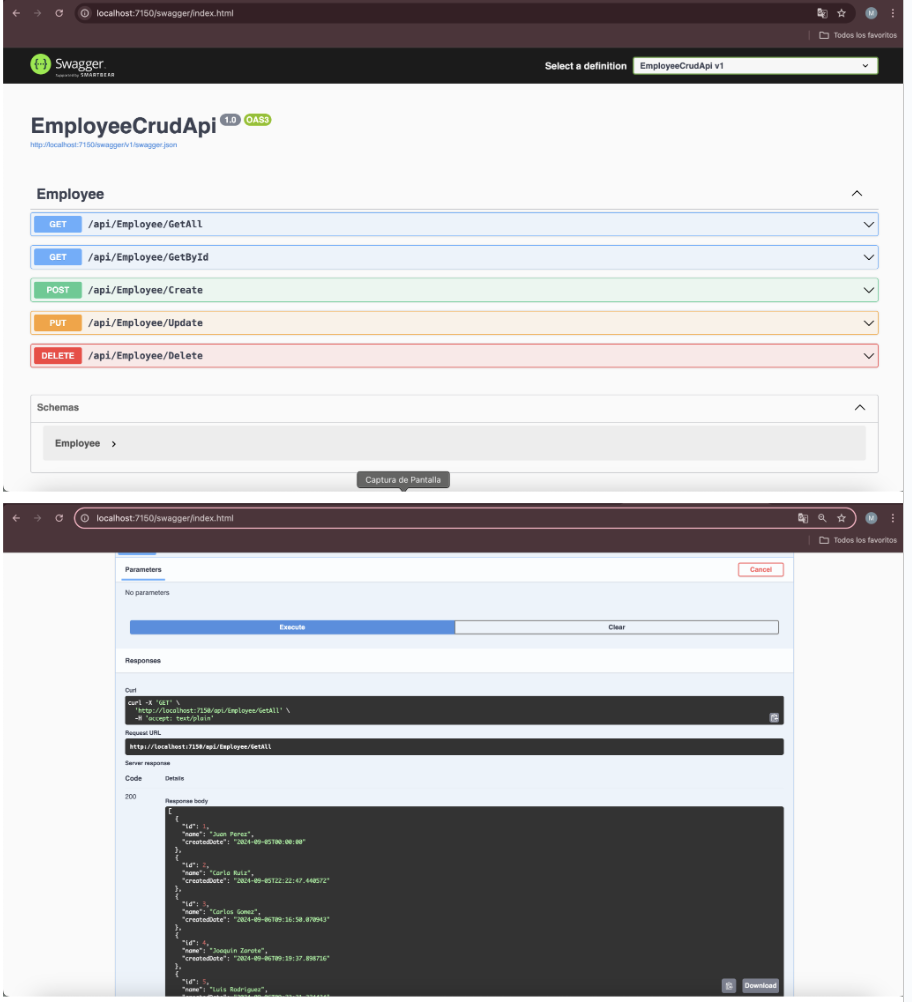 localhost:7150/swagger/index.html
M
Todos los favoritos
Swagger.
Supported by SMARTBEAR
Select a definition
EmployeeCrudApi v1
EmployeeCrudApi 1.0 OAS3
http://localhost:7150/swagger/v1/swagger.json
Employee
GET /api/Employee/GetAll
GET /api/Employee/GetById
POST /api/Employee/Create
PUT /api/Employee/Update
DELETE /api/Employee/Delete
Schemas
Employee
Captura de Pantalla
localhost:7150/swagger/index.html
M
Todos los favoritos
Parameters
Cancel
No parameters
Execute
Clear
Responses
Curl
curl -X 'GET' \
'http://localhost:7150/api/Employee/GetAll' \
-H 'accept: text/plain'
Request URL
http://localhost:7150/api/Employee/GetAll
Server response
Code Details
200
Response body
[
{
"id": 1,
"name": "Juan Perez",
"createdDate": "2024-09-05T00:00:00"
},
{
"id": 2,
"name": "Carla Ruiz",
"createdDate": "2024-09-05T22:22:47.440572"
},
{
"id": 3,
"name": "Carlos Gomez",
"createdDate": "2024-09-06T09:16:50.070943"
},
{
"id": 4,
"name": "Joaquin Zarate",
"createdDate": "2024-09-06T09:19:37.898716"
},
{
"id": 5,
"name": "Luis Rodriguez",
Download